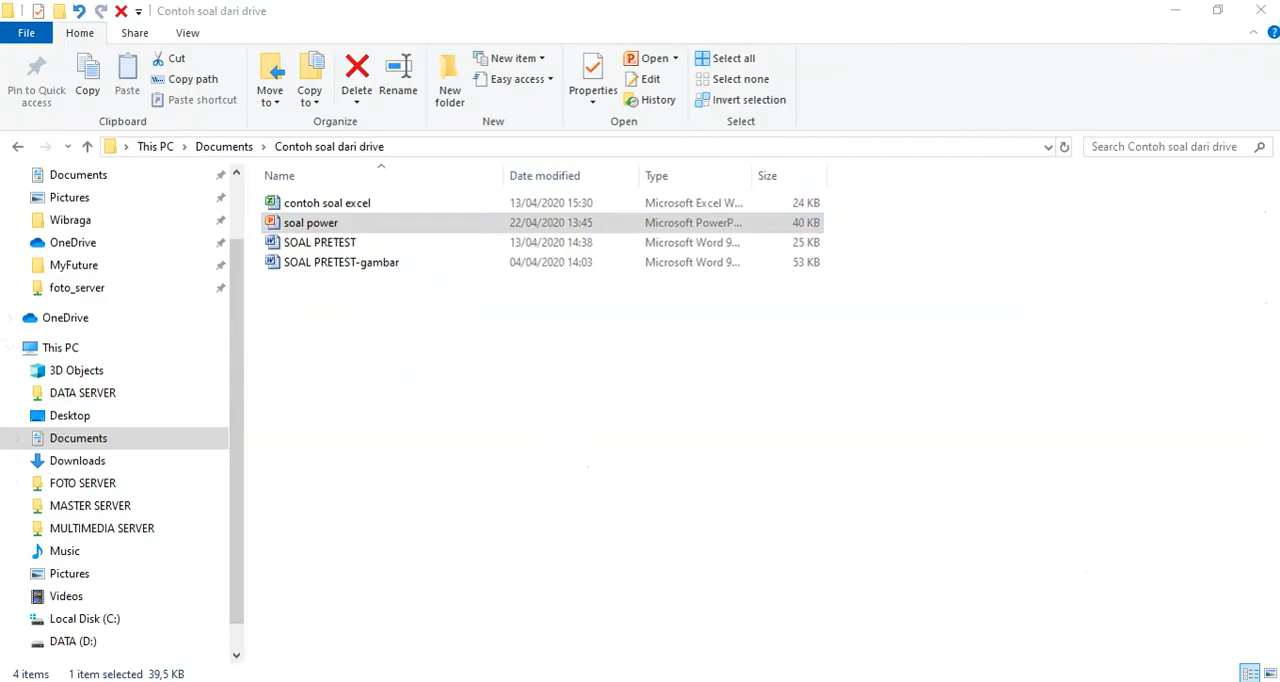 Contoh soal dari drive
File Home Share View
Pin to Quick access
Copy
Paste
Cut
Copy path
Paste shortcut
Clipboard
Move to
Copy to
Delete
Rename
Organize
New folder
New item
Easy access
New
Properties
Open
Edit
History
Open
Select all
Select none
Invert selection
Select
This PC > Documents > Contoh soal dari drive
Search Contoh soal dari drive
Documents
Pictures
Wibraga
OneDrive
MyFuture
foto_server
OneDrive
This PC
3D Objects
DATA SERVER
Desktop
Documents
Downloads
FOTO SERVER
MASTER SERVER
MULTIMEDIA SERVER
Music
Pictures
Videos
Local Disk (C:)
DATA (D:)
Name Date modified Type Size
contoh soal excel 13/04/2020 15:30 Microsoft Excel W... 24 KB
soal power 22/04/2020 13:45 Microsoft PowerP... 40 KB
SOAL PRETEST 13/04/2020 14:38 Microsoft Word 9... 25 KB
SOAL PRETEST-gambar 04/04/2020 14:03 Microsoft Word 9... 53 KB
4 items 1 item selected 39,5 KB